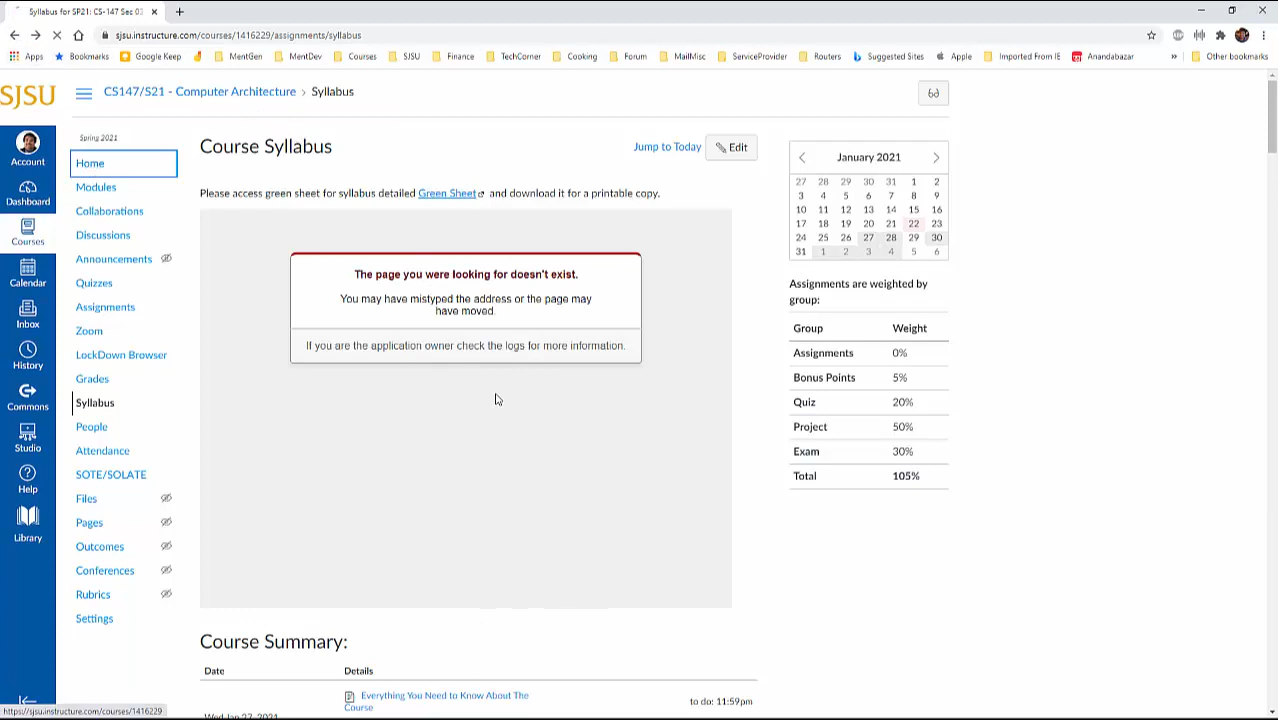 Syllabus for SP21: CS-147 Sec 03
sjsu.instructure.com/courses/1416229/assignments/syllabus
Apps Bookmarks Google Keep MentGen MentDev Courses SJSU Finance TechCorner Cooking Forum MailMisc ServiceProvider Routers Suggested Sites Apple Imported From IE Anandabazar » Other bookmarks
SJSU
CS147/S21 - Computer Architecture › Syllabus
Account
Dashboard
Courses
Calendar
Inbox
History
Commons
Studio
Help
Library
Spring 2021
Home
Modules
Collaborations
Discussions
Announcements
Quizzes
Assignments
Zoom
LockDown Browser
Grades
Syllabus
People
Attendance
SOTE/SOLATE
Files
Pages
Outcomes
Conferences
Rubrics
Settings
Course Syllabus
Jump to Today Edit
Please access green sheet for syllabus detailed Green Sheet and download it for a printable copy.
The page you were looking for doesn't exist.
You may have mistyped the address or the page may
have moved.
If you are the application owner check the logs for more information.
Course Summary:
Date Details
Everything You Need to Know About The
Course
to do: 11:59pm
Wed Jan 27, 2021
January 2021
27 28 29 30 31 1 2
3 4 5 6 7 8 9
10 11 12 13 14 15 16
17 18 19 20 21 22 23
24 25 26 27 28 29 30
31 1 2 3 4 5 6
Assignments are weighted by
group:
Group Weight
Assignments 0%
Bonus Points 5%
Quiz 20%
Project 50%
Exam 30%
Total 105%
https://sjsu.instructure.com/courses/1416229